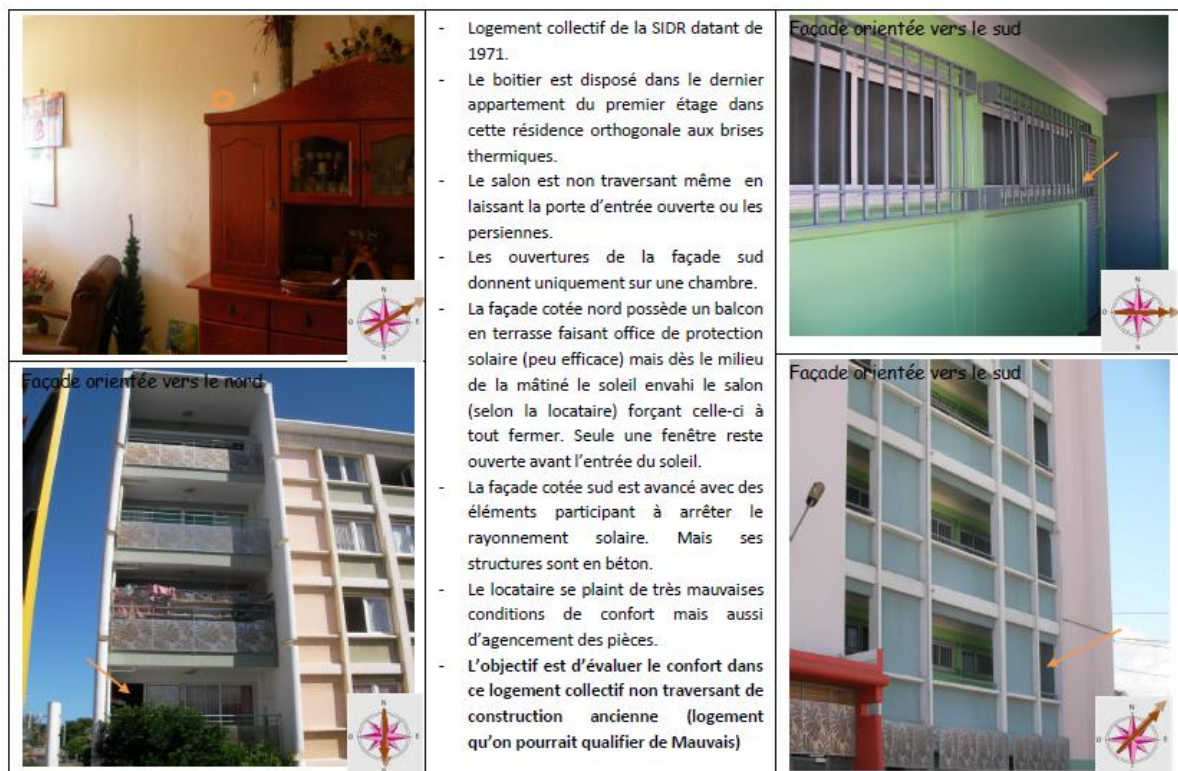 - Logement collectif de la SIDR datant de
1971.
- Le boitier est disposé dans le dernier
appartement du premier étage dans
cette résidence orthogonale aux brises
thermiques.
- Le salon est non traversant même en
laissant la porte d'entrée ouverte ou les
persiennes.
- Les ouvertures de la façade sud
donnent uniquement sur une chambre.
- La façade cotée nord possède un balcon
en terrasse faisant office de protection
solaire (peu efficace) mais dès le milieu
de la mâtiné le soleil envahi le salon
(selon la locataire) forçant celle-ci à
tout fermer. Seule une fenêtre reste
ouverte avant l'entrée du soleil.
- La façade cotée sud est avancé avec des
éléments participant à arrêter le
rayonnement solaire. Mais ses
structures sont en béton.
- Le locataire se plaint de très mauvaises
conditions de confort mais aussi
d'agencement des pièces.
- L'objectif est d'évaluer le confort dans
ce logement collectif non traversant de
construction ancienne (logement
qu'on pourrait qualifier de Mauvais)
Façade orientée vers le sud
Façade orientée vers le nord
Façade orientée vers le sud